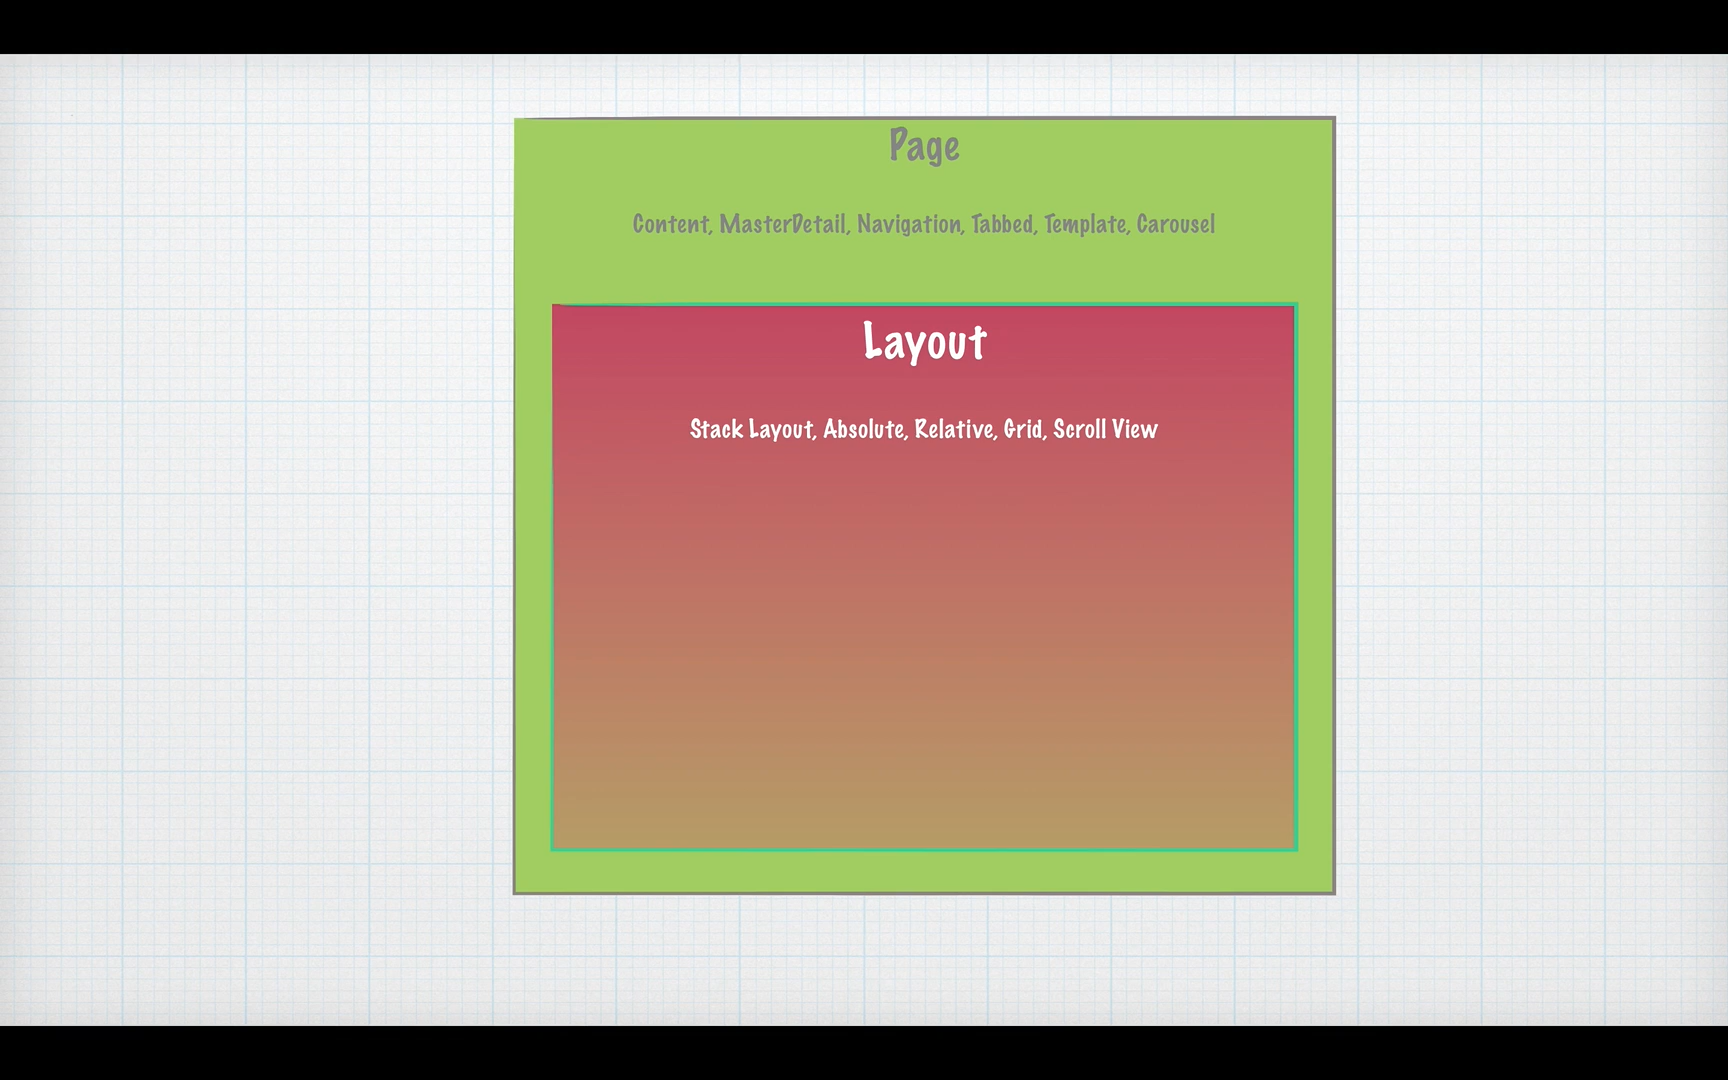 Page
Content, MasterDetail, Navigation, Tabbed, Template, Carousel
Layout
Stack Layout, Absolute, Relative, Grid, Scroll View